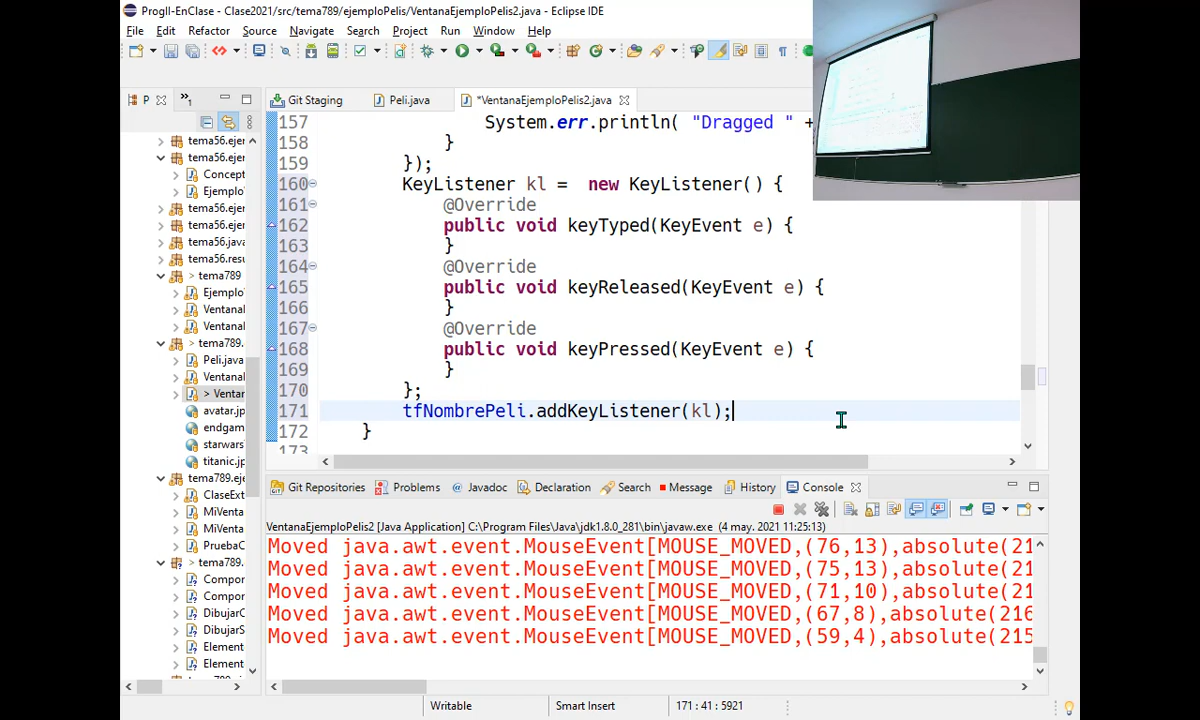 ProgII-EnClase - Clase2021/src/tema789/ejemploPelis/VentanaEjemploPelis2.java - Eclipse IDE
File Edit Refactor Source Navigate Search Project Run Window Help
P
Git Staging
Peli.java
*VentanaEjemploPelis2.java
tema56.ejer
tema56.ejer
Concept
Ejemplo
tema56.ejer
tema56.ejer
tema56.java
tema56.resu
> tema789
Ejemplo
Ventana
Ventana
> tema789.
Peli.java
Ventanal
> Ventar
avatar.jp
endgam
starwars
titanic.jp
tema789.eje
ClaseExt
MiVenta
MiVenta
PruebaC
> tema789.
Compor
Compor
DibujarC
DibujarS
Element
Element
157 System.err.println( "Dragged " +
158 }
159 });
160 KeyListener kl = new KeyListener() {
161 @Override
162 public void keyTyped(KeyEvent e) {
163 }
164 @Override
165 public void keyReleased(KeyEvent e) {
166 }
167 @Override
168 public void keyPressed(KeyEvent e) {
169 }
170 };
171 tfNombrePeli.addKeyListener(kl);
172 }
173
Git Repositories Problems @ Javadoc Declaration Search Message History Console
VentanaEjemploPelis2 [Java Application] C:\Program Files\Java\jdk1.8.0_281\bin\javaw.exe (4 may. 2021 11:25:13)
Moved java.awt.event.MouseEvent[MOUSE_MOVED,(76,13),absolute(21
Moved java.awt.event.MouseEvent[MOUSE_MOVED,(75,13),absolute(21
Moved java.awt.event.MouseEvent[MOUSE_MOVED,(71,10),absolute(21
Moved java.awt.event.MouseEvent[MOUSE_MOVED,(67,8),absolute(216
Moved java.awt.event.MouseEvent[MOUSE_MOVED,(59,4),absolute(215
Writable Smart Insert 171 : 41 : 5921